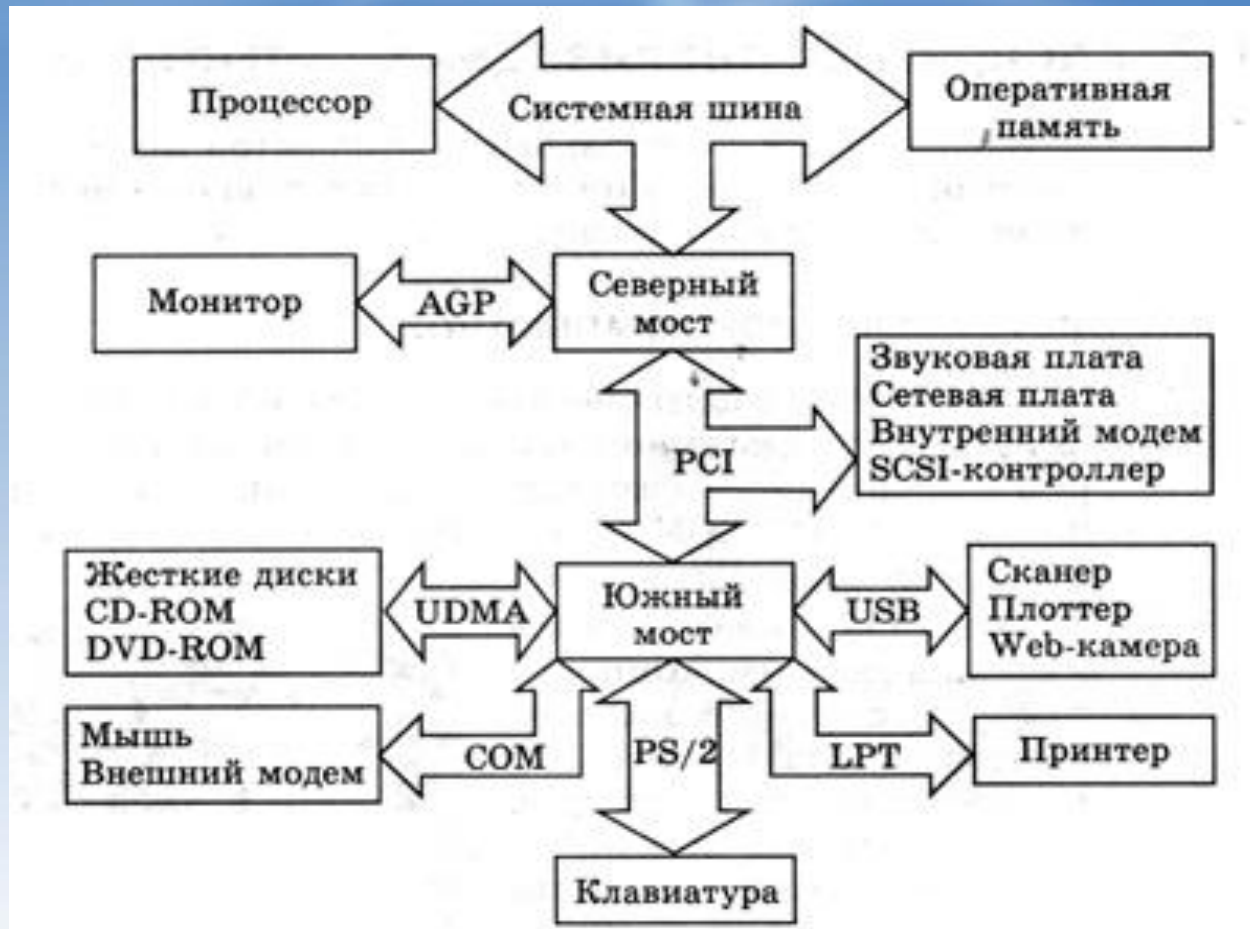 Процессор
Системная шина
Оперативная
память
Монитор
AGP
Северный
мост
Звуковая плата
Сетевая плата
Внутренний модем
SCSI-контроллер
PCI
Жесткие диски
CD-ROM
DVD-ROM
UDMA
Южный
мост
USB
Сканер
Плоттер
Web-камера
Мышь
Внешний модем
COM
PS/2
LPT
Принтер
Клавиатура